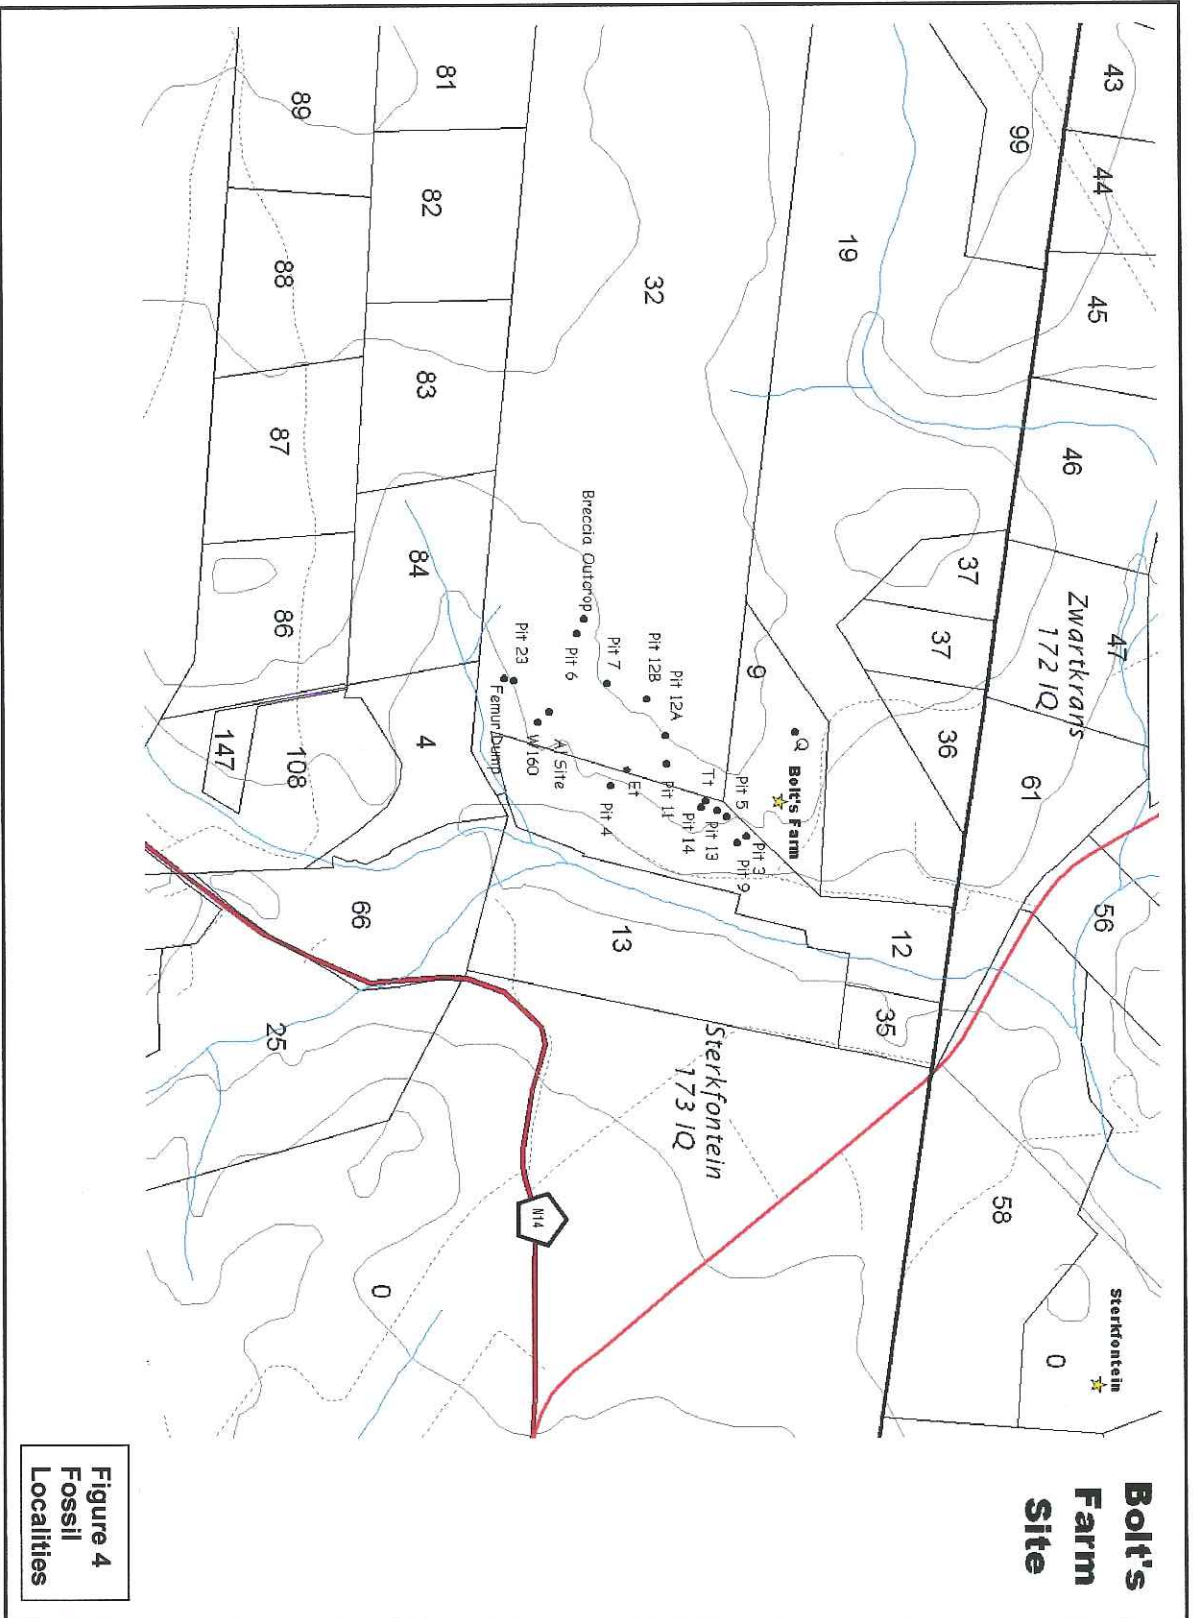 Bolt's
Farm
Site
43
44
45
46
47
Zwartkrans
172 IQ
61
56
58
0
Sterkfontein
99
19
37
37
36
12
35
32
9
Q
Bolt's Farm
Breccia Outcrop
Pit 6
Pit 7
Pit 12B
Pit 12A
Pit 11
Tt
Pit 5
Pit 3
Pit 9
Pit 13
Pit 14
Et
Pit 4
Pit 23
Femur Dump
W160
A) Site
13
Sterkfontein
173 IQ
81
82
83
84
4
66
25
N14
0
89
88
87
86
108
147
Figure 4
Fossil
Localities